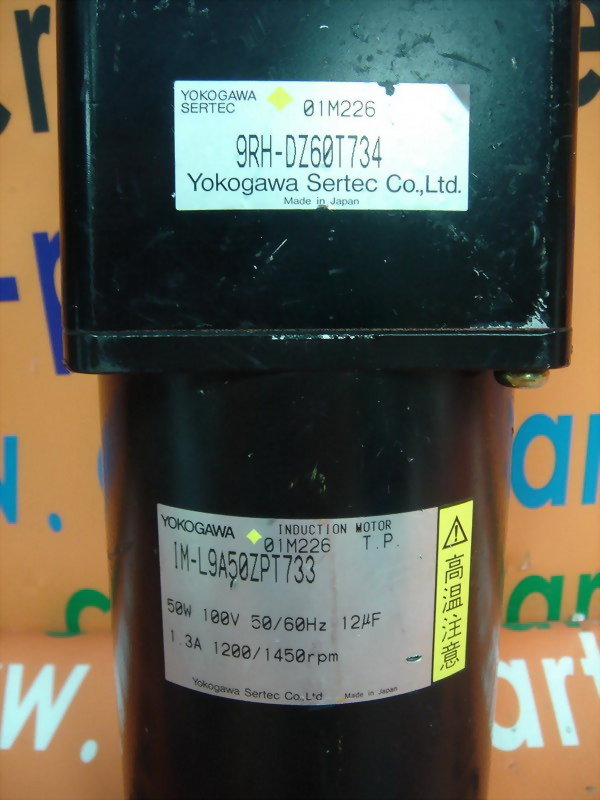 YOKOGAWA
SERTEC
01M226
9RH-DZ60T734
Yokogawa Sertec Co.,Ltd.
Made in Japan
YOKOGAWA
INDUCTION MOTOR
01M226 T.P.
IM-L9A50ZPT733
50W 100V 50/60Hz 12μF
1.3A 1200/1450rpm
Yokogawa Sertec Co.,Ltd Made in Japan
高温注意